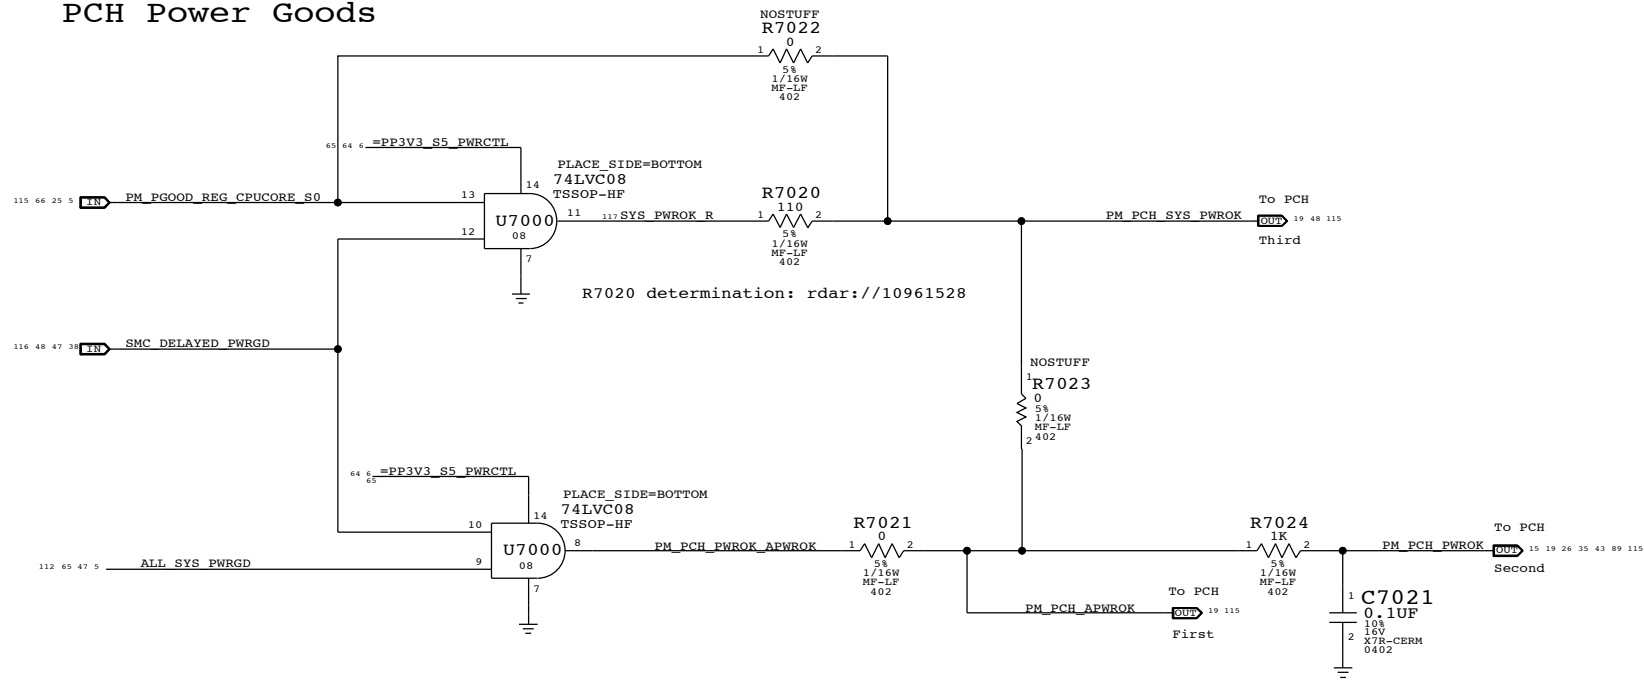 PCH Power Goods
NOSTUFF
R7022
0
1 2
5%
1/16W
MF-LF
402
65 64 6 =PP3V3_S5_PWRCTL
PLACE_SIDE=BOTTOM
14 74LVC08
TSSOP-HF
115 66 25 5 IN PM_PGOOD_REG_CPUCORE_S0 13
U7000
08
11 117 SYS_PWROK_R
12
7
R7020
110
1 2
5%
1/16W
MF-LF
402
To PCH
PM_PCH_SYS_PWROK OUT 19 48 115
Third
R7020 determination: rdar://10961528
116 48 47 38 IN SMC_DELAYED_PWRGD
NOSTUFF
1 R7023
0
5%
1/16W
MF-LF
2 402
64 6 =PP3V3_S5_PWRCTL
65
PLACE_SIDE=BOTTOM
14 74LVC08
TSSOP-HF
10
U7000
08
8 PM_PCH_PWROK_APWROK
112 65 47 5 ALL_SYS_PWRGD 9
7
R7021
0
1 2
5%
1/16W
MF-LF
402
To PCH
PM_PCH_APWROK OUT 19 115
First
R7024
1K
1 2
5%
1/16W
MF-LF
402
To PCH
PM_PCH_PWROK OUT 15 19 26 35 43 89 115
Second
1 C7021
0.1UF
10%
16V
2 X7R-CERM
0402